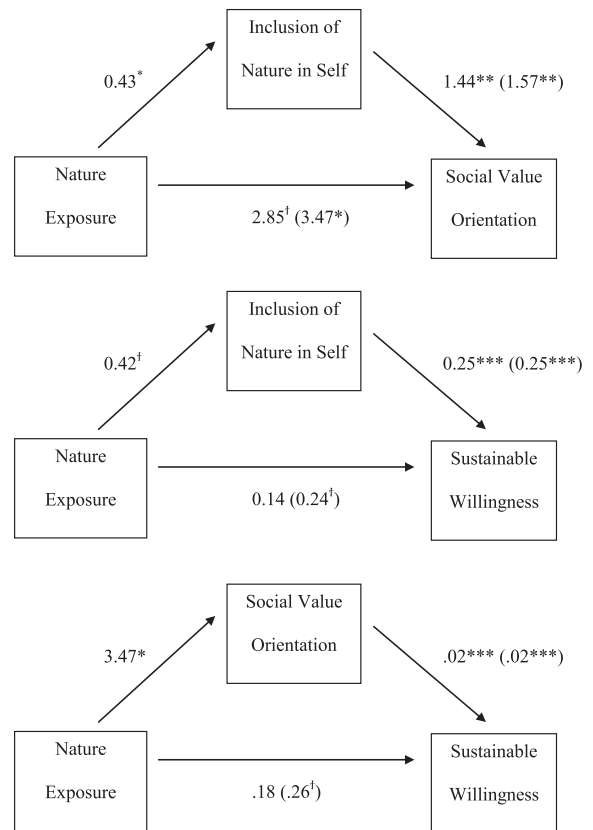 Inclusion of
Nature in Self
0.43*
1.44** (1.57**)
Nature
Exposure
Social Value
Orientation
2.85† (3.47*)
Inclusion of
Nature in Self
0.42†
0.25*** (0.25***)
Nature
Exposure
Sustainable
Willingness
0.14 (0.24†)
Social Value
Orientation
3.47*
.02*** (.02***)
Nature
Exposure
Sustainable
Willingness
.18 (.26†)